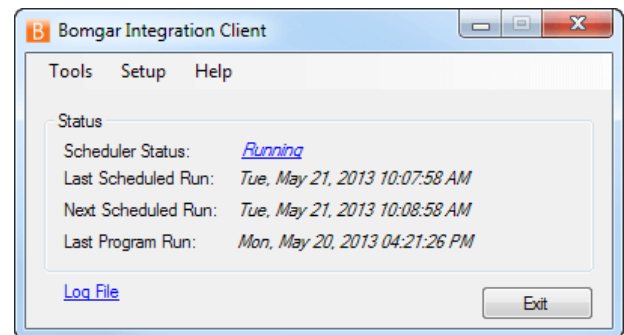 B Bomgar Integration Client
Tools Setup Help
Status
Scheduler Status: Running
Last Scheduled Run: Tue, May 21, 2013 10:07:58 AM
Next Scheduled Run: Tue, May 21, 2013 10:08:58 AM
Last Program Run: Mon, May 20, 2013 04:21:26 PM
Log File
Exit